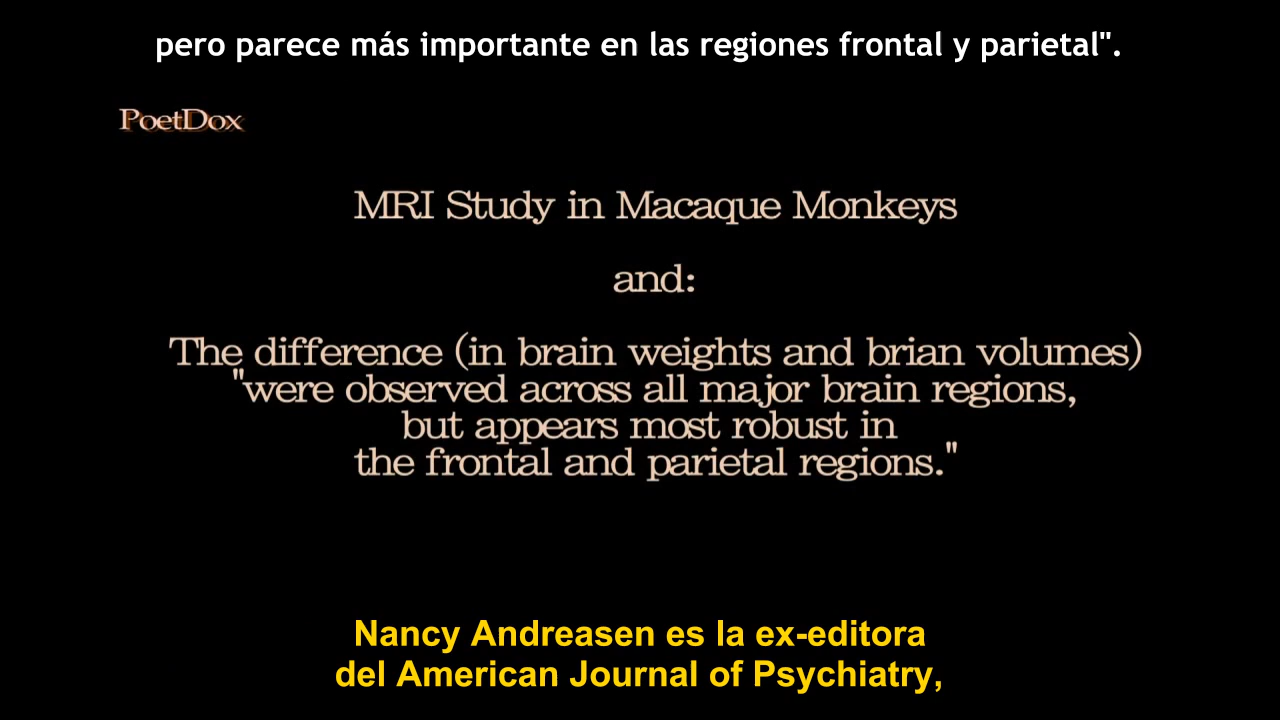 pero parece más importante en las regiones frontal y parietal".
PoetDox
MRI Study in Macaque Monkeys
and:
The difference (in brain weights and brian volumes)
"were observed across all major brain regions,
but appears most robust in
the frontal and parietal regions."
Nancy Andreasen es la ex-editora
del American Journal of Psychiatry,